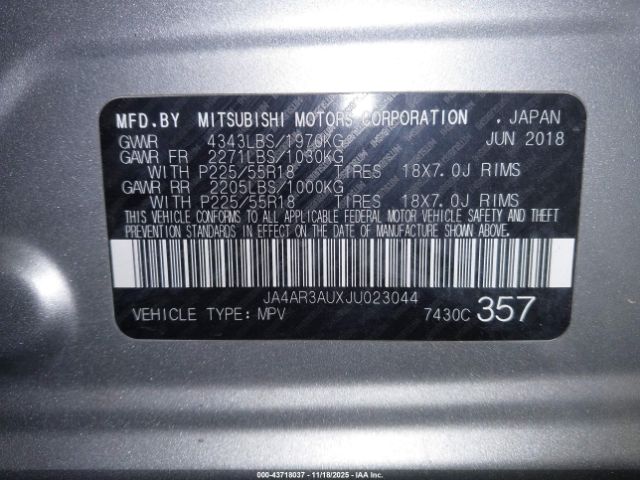 MFD.BY MITSUBISHI MOTORS CORPORATION . JAPAN
GVWR 4343LBS/1970KG JUN 2018
GAWR FR 2271LBS/1030KG
WITH P225/55R18 TIRES 18X7.0J RIMS
GAWR RR 2205LBS/1000KG
WITH P225/55R18 TIRES 18X7.0J RIMS
THIS VEHICLE CONFORMS TO ALL APPLICABLE FEDERAL MOTOR VEHICLE SAFETY AND THEFT
PREVENTION STANDARDS IN EFFECT ON THE DATE OF MANUFACTURE SHOWN ABOVE.
JA4AR3AUXJU023044
VEHICLE TYPE: MPV 7430C 357
000-43718037 - 11/18/2025 - © IAA, LLC